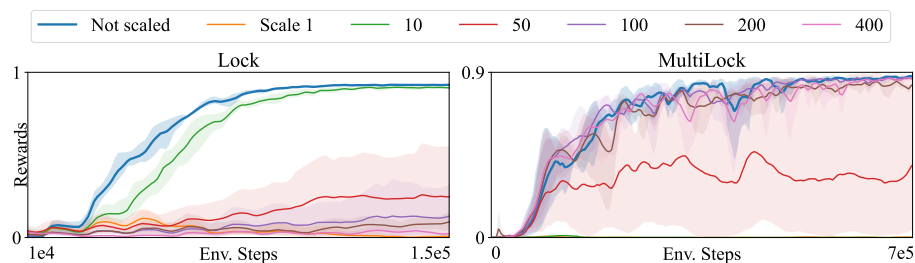 Not scaled Scale 1 10 50 100 200 400
Lock
MultiLock
1
Rewards
0
1e4
Env. Steps
1.5e5
0.9
0
0
Env. Steps
7e5